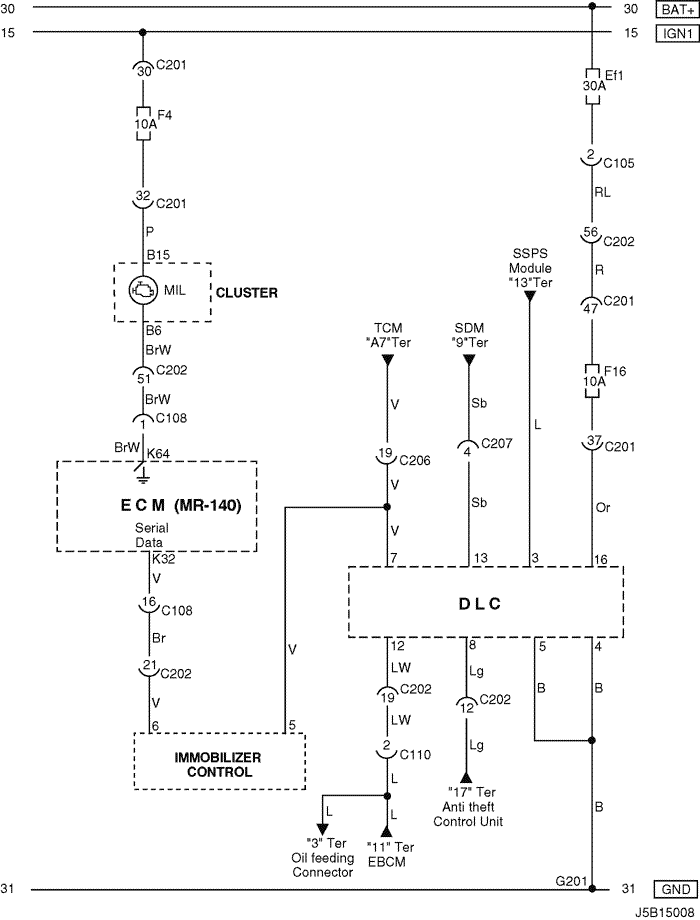 30 30 BAT+
15 15 IGN1
30 C201
Ef1
30A
F4
10A
2 C105
RL
32 C201
P
56 C202
R
B15
MIL
CLUSTER
B6
SSPS
Module
"13"Ter
47 C201
BrW
TCM
"A7"Ter
SDM
"9"Ter
C202
51
BrW
F16
10A
C108
1
V
Sb
L
BrW K64
19 C206
C207
4
37 C201
E C M (MR-140)
Serial
Data
V
Sb
Or
V
K32
7 13 3 16
V
16 C108
D L C
Br
V
12 8 5 4
21 C202
LW
Lg
V
C202
19
B B
C202
12
6 5
LW
Lg
IMMOBILIZER
CONTROL
2 C110
L
"17" Ter
Anti theft
Control Unit
B
L L
"3" Ter
Oil feeding
Connector
"11" Ter
EBCM
G201
31 31 GND
J5B15008